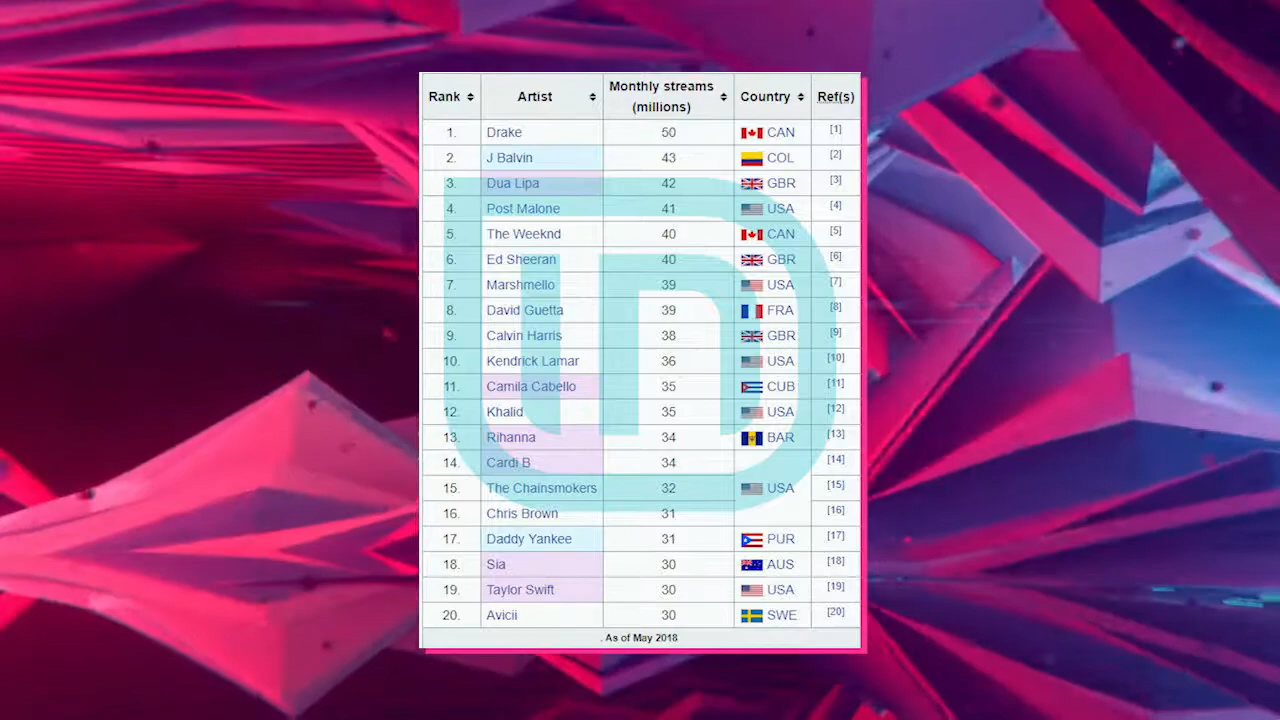 Rank Artist Monthly streams (millions) Country Ref(s)
1. Drake 50 CAN [1]
2. J Balvin 43 COL [2]
3. Dua Lipa 42 GBR [3]
4. Post Malone 41 USA [4]
5. The Weeknd 40 CAN [5]
6. Ed Sheeran 40 GBR [6]
7. Marshmello 39 USA [7]
8. David Guetta 39 FRA [8]
9. Calvin Harris 38 GBR [9]
10. Kendrick Lamar 36 USA [10]
11. Camila Cabello 35 CUB [11]
12. Khalid 35 USA [12]
13. Rihanna 34 BAR [13]
14. Cardi B 34 [14]
15. The Chainsmokers 32 USA [15]
16. Chris Brown 31 [16]
17. Daddy Yankee 31 PUR [17]
18. Sia 30 AUS [18]
19. Taylor Swift 30 USA [19]
20. Avicii 30 SWE [20]
. As of May 2018